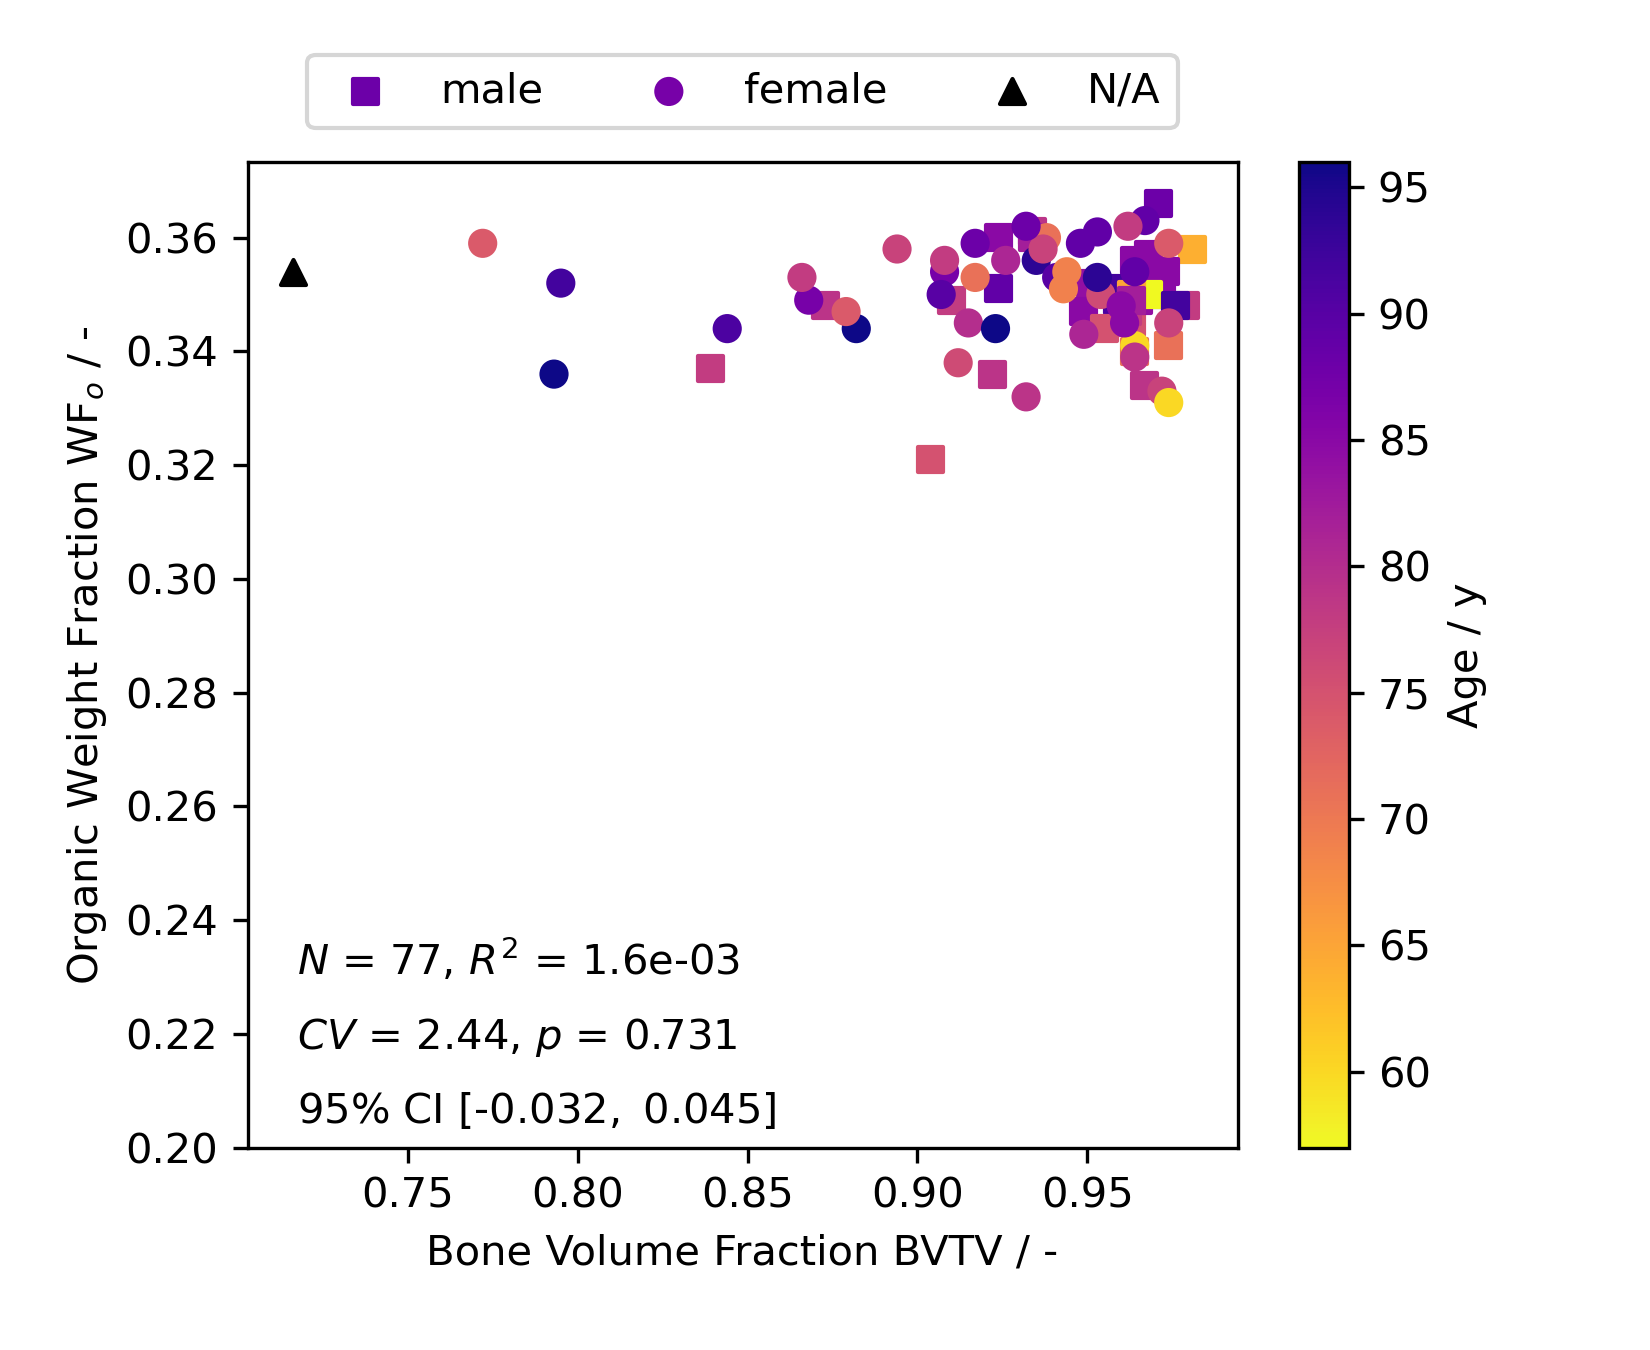 male female N/A
0.36
0.34
0.32
0.30
0.28
0.26
0.24
0.22
0.20
Organic Weight Fraction WFₒ / -
N = 77, R² = 1.6e-03
CV = 2.44, p = 0.731
95% CI [-0.032, 0.045]
0.75 0.80 0.85 0.90 0.95
Bone Volume Fraction BVTV / -
95
90
85
80
75
70
65
60
Age / y